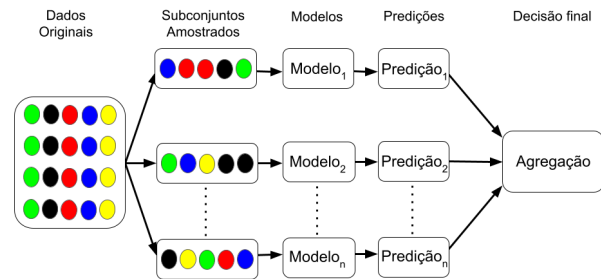 Dados
Originais
Subconjuntos
Amostrados
Modelos
Predições
Decisão final
Modelo1
Predição1
Modelo2
Predição2
Agregação
Modelon
Prediçãon